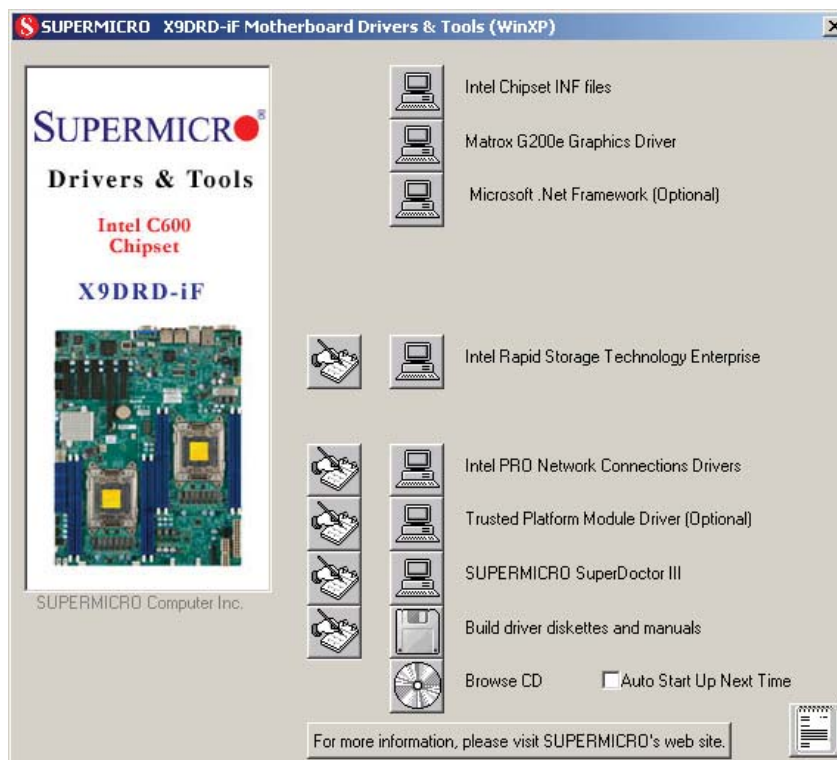 SUPERMICRO X9DRD-iF Motherboard Drivers & Tools (WinXP)
SUPERMICRO®
Drivers & Tools
Intel C600
Chipset
X9DRD-iF
SUPERMICRO Computer Inc.
Intel Chipset INF files
Matrox G200e Graphics Driver
Microsoft .Net Framework (Optional)
Intel Rapid Storage Technology Enterprise
Intel PRO Network Connections Drivers
Trusted Platform Module Driver (Optional)
SUPERMICRO SuperDoctor III
Build driver diskettes and manuals
Browse CD
Auto Start Up Next Time
For more information, please visit SUPERMICRO's web site.